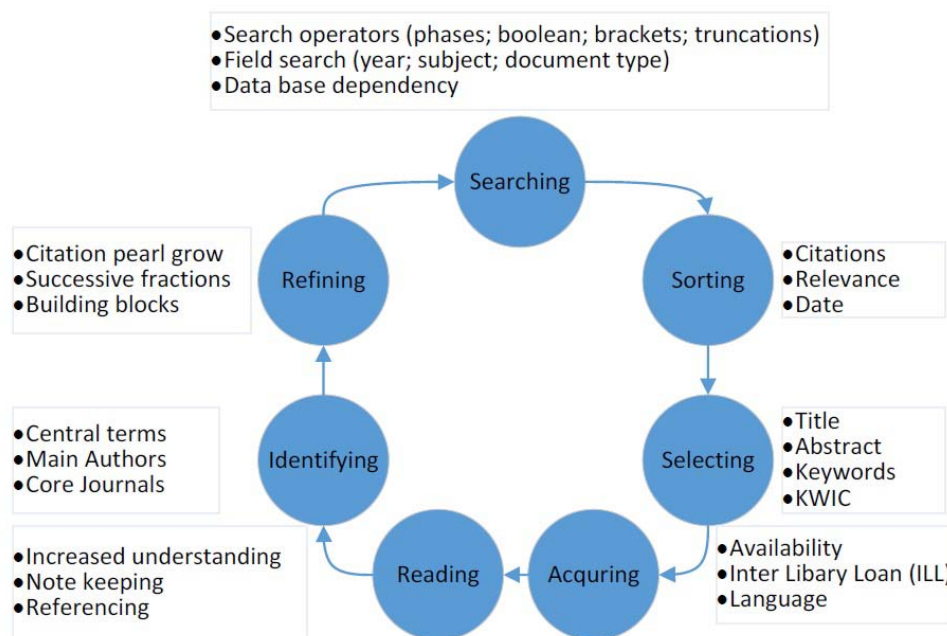 ●Search operators (phases; boolean; brackets; truncations)
●Field search (year; subject; document type)
●Data base dependency
Searching
Sorting
●Citations
●Relevance
●Date
Selecting
●Title
●Abstract
●Keywords
●KWIC
Acquring
●Availability
●Inter Libary Loan (ILL)
●Language
Reading
●Increased understanding
●Note keeping
●Referencing
Identifying
●Central terms
●Main Authors
●Core Journals
Refining
●Citation pearl grow
●Successive fractions
●Building blocks